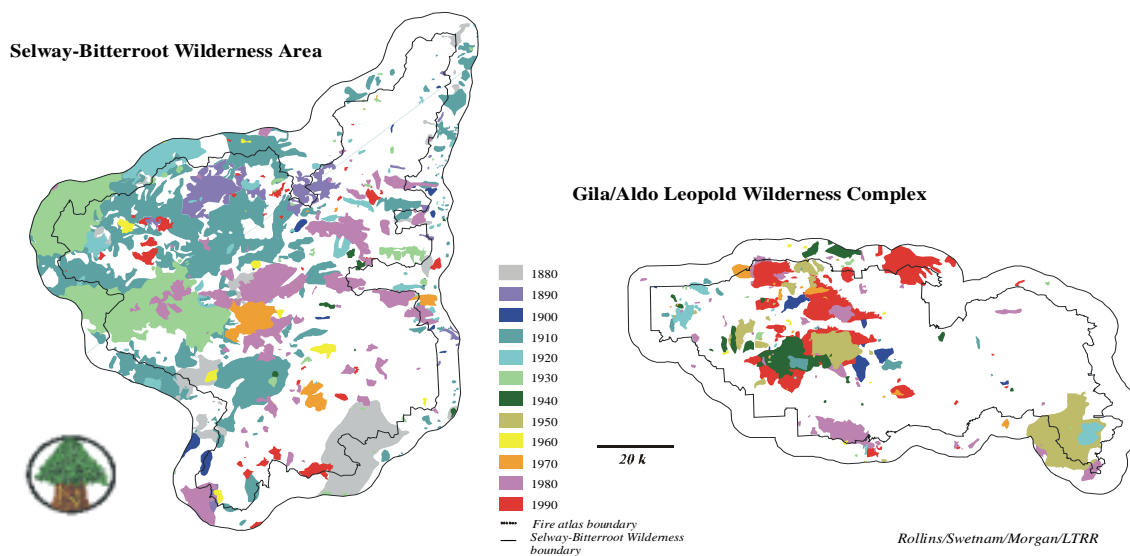 Selway-Bitterroot Wilderness Area
Gila/Aldo Leopold Wilderness Complex
1880
1890
1900
1910
1920
1930
1940
1950
1960
1970
1980
1990
Fire atlas boundary
Selway-Bitterroot Wilderness
boundary
20 k
Rollins/Swetnam/Morgan/LTRR